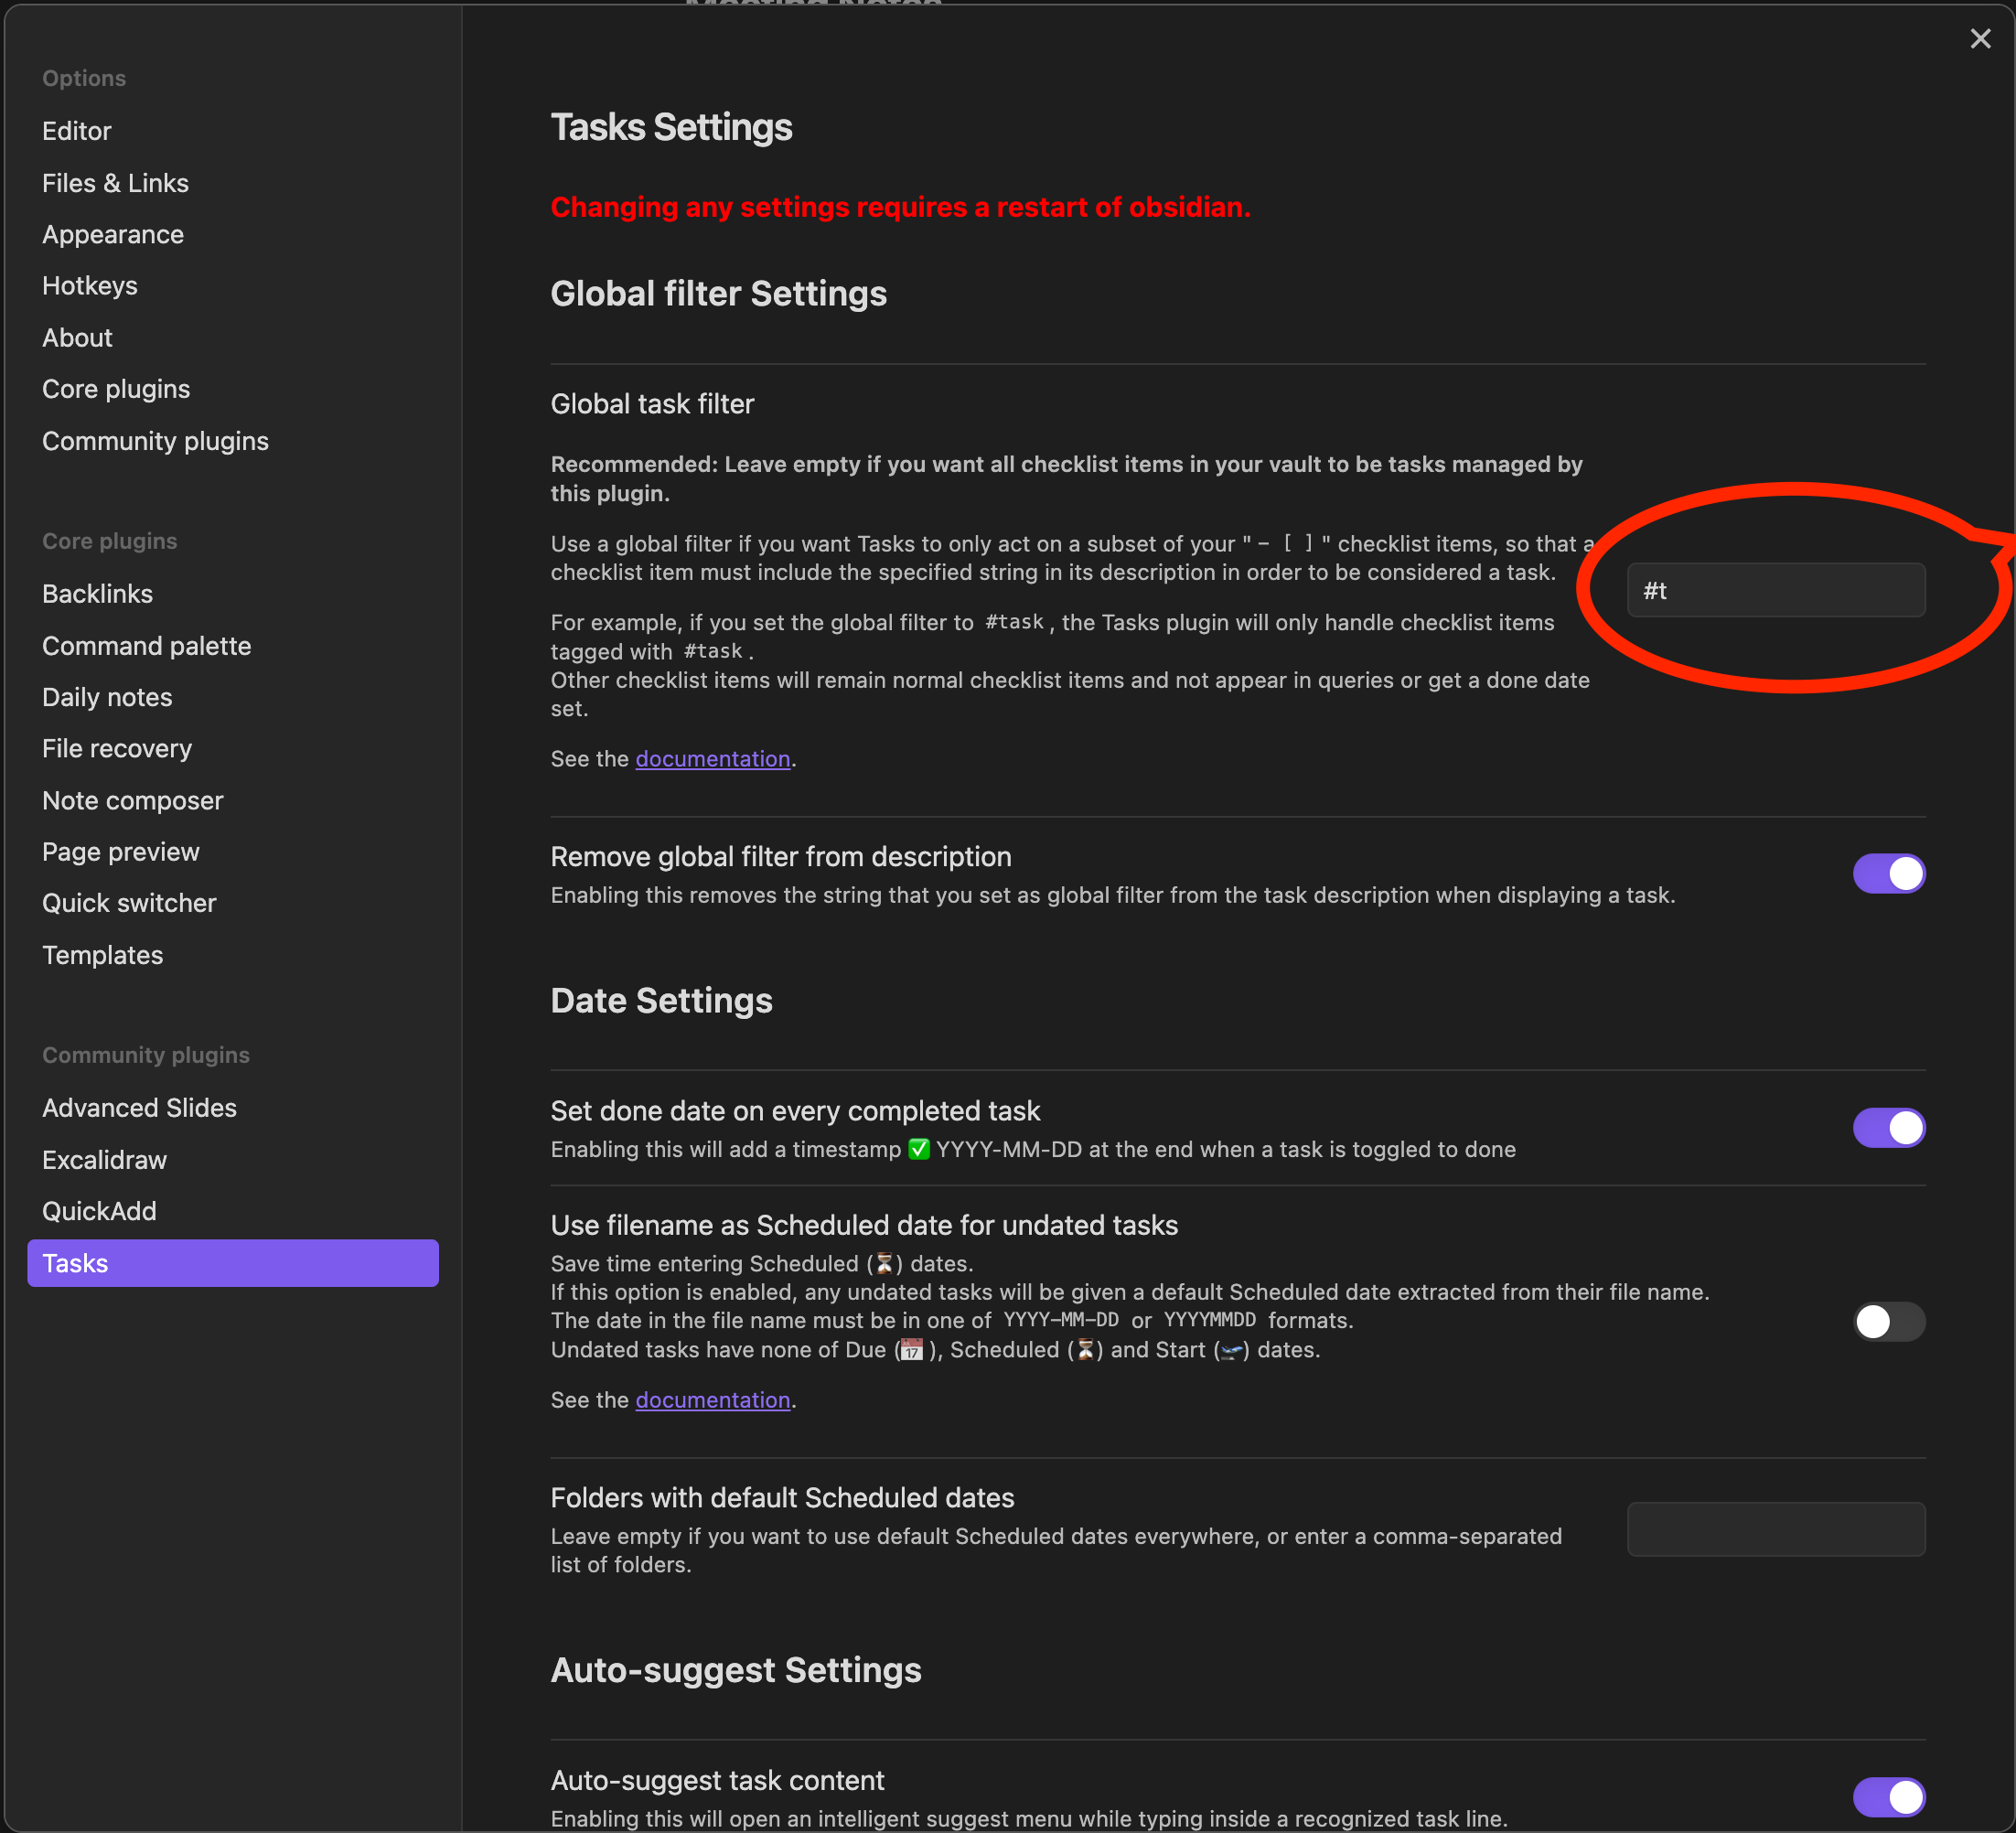 Meeting Notes
Options
Editor
Files & Links
Appearance
Hotkeys
About
Core plugins
Community plugins
Core plugins
Backlinks
Command palette
Daily notes
File recovery
Note composer
Page preview
Quick switcher
Templates
Community plugins
Advanced Slides
Excalidraw
QuickAdd
Tasks
Tasks Settings
Changing any settings requires a restart of obsidian.
Global filter Settings
Global task filter
Recommended: Leave empty if you want all checklist items in your vault to be tasks managed by
this plugin.
Use a global filter if you want Tasks to only act on a subset of your "- [ ]" checklist items, so that a
checklist item must include the specified string in its description in order to be considered a task.
For example, if you set the global filter to #task, the Tasks plugin will only handle checklist items
tagged with #task.
Other checklist items will remain normal checklist items and not appear in queries or get a done date
set.
See the documentation.
#t
Remove global filter from description
Enabling this removes the string that you set as global filter from the task description when displaying a task.
Date Settings
Set done date on every completed task
Enabling this will add a timestamp ✅ YYYY-MM-DD at the end when a task is toggled to done
Use filename as Scheduled date for undated tasks
Save time entering Scheduled (⏳) dates.
If this option is enabled, any undated tasks will be given a default Scheduled date extracted from their file name.
The date in the file name must be in one of YYYY-MM-DD or YYYYMMDD formats.
Undated tasks have none of Due (📅 ), Scheduled (⏳) and Start (🛫) dates.
See the documentation.
Folders with default Scheduled dates
Leave empty if you want to use default Scheduled dates everywhere, or enter a comma-separated
list of folders.
Auto-suggest Settings
Auto-suggest task content
Enabling this will open an intelligent suggest menu while typing inside a recognized task line.